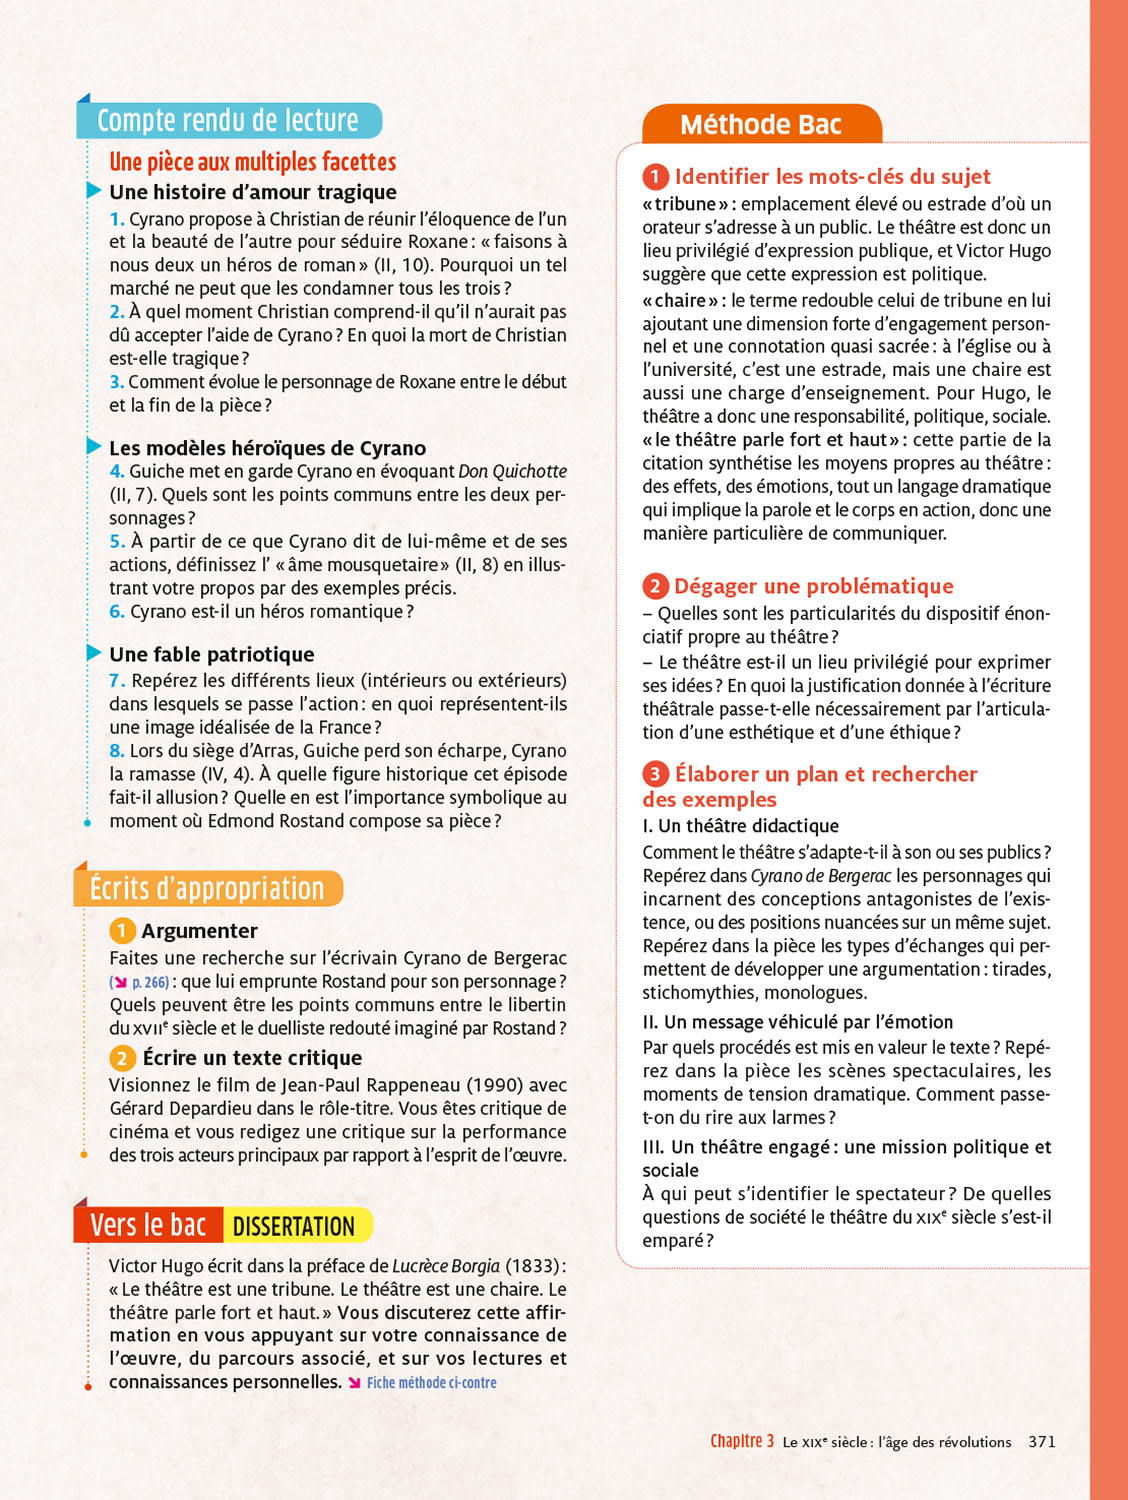 Compte rendu de lecture
Une pièce aux multiples facettes
Une histoire d'amour tragique
1. Cyrano propose à Christian de réunir l'éloquence de l'un
et la beauté de l'autre pour séduire Roxane : « faisons à
nous deux un héros de roman » (II, 10). Pourquoi un tel
marché ne peut que les condamner tous les trois ?
2. À quel moment Christian comprend-il qu'il n'aurait pas
dû accepter l'aide de Cyrano ? En quoi la mort de Christian
est-elle tragique ?
3. Comment évolue le personnage de Roxane entre le début
et la fin de la pièce ?
Les modèles héroïques de Cyrano
4. Guiche met en garde Cyrano en évoquant Don Quichotte
(II, 7). Quels sont les points communs entre les deux per-
sonnages ?
5. À partir de ce que Cyrano dit de lui-même et de ses
actions, définissez l' « âme mousquetaire » (II, 8) en illus-
trant votre propos par des exemples précis.
6. Cyrano est-il un héros romantique ?
Une fable patriotique
7. Repérez les différents lieux (intérieurs ou extérieurs)
dans lesquels se passe l'action : en quoi représentent-ils
une image idéalisée de la France ?
8. Lors du siège d'Arras, Guiche perd son écharpe, Cyrano
la ramasse (IV, 4). À quelle figure historique cet épisode
fait-il allusion ? Quelle en est l'importance symbolique au
moment où Edmond Rostand compose sa pièce ?
Écrits d'appropriation
1 Argumenter
Faites une recherche sur l'écrivain Cyrano de Bergerac
(↘ p. 266) : que lui emprunte Rostand pour son personnage ?
Quels peuvent être les points communs entre le libertin
du XVIIe siècle et le duelliste redouté imaginé par Rostand ?
2 Écrire un texte critique
Visionnez le film de Jean-Paul Rappeneau (1990) avec
Gérard Depardieu dans le rôle-titre. Vous êtes critique de
cinéma et vous redigez une critique sur la performance
des trois acteurs principaux par rapport à l'esprit de l'œuvre.
Vers le bac DISSERTATION
Victor Hugo écrit dans la préface de Lucrèce Borgia (1833) :
« Le théâtre est une tribune. Le théâtre est une chaire. Le
théâtre parle fort et haut. » Vous discuterez cette affir-
mation en vous appuyant sur votre connaissance de
l'œuvre, du parcours associé, et sur vos lectures et
connaissances personnelles. ↘ Fiche méthode ci-contre
Méthode Bac
1 Identifier les mots-clés du sujet
« tribune » : emplacement élevé ou estrade d'où un
orateur s'adresse à un public. Le théâtre est donc un
lieu privilégié d'expression publique, et Victor Hugo
suggère que cette expression est politique.
« chaire » : le terme redouble celui de tribune en lui
ajoutant une dimension forte d'engagement person-
nel et une connotation quasi sacrée : à l'église ou à
l'université, c'est une estrade, mais une chaire est
aussi une charge d'enseignement. Pour Hugo, le
théâtre a donc une responsabilité, politique, sociale.
« le théâtre parle fort et haut » : cette partie de la
citation synthétise les moyens propres au théâtre :
des effets, des émotions, tout un langage dramatique
qui implique la parole et le corps en action, donc une
manière particulière de communiquer.
2 Dégager une problématique
– Quelles sont les particularités du dispositif énon-
ciatif propre au théâtre ?
– Le théâtre est-il un lieu privilégié pour exprimer
ses idées ? En quoi la justification donnée à l'écriture
théâtrale passe-t-elle nécessairement par l'articula-
tion d'une esthétique et d'une éthique ?
3 Élaborer un plan et rechercher
des exemples
I. Un théâtre didactique
Comment le théâtre s'adapte-t-il à son ou ses publics ?
Repérez dans Cyrano de Bergerac les personnages qui
incarnent des conceptions antagonistes de l'exis-
tence, ou des positions nuancées sur un même sujet.
Repérez dans la pièce les types d'échanges qui per-
mettent de développer une argumentation : tirades,
stichomythies, monologues.
II. Un message véhiculé par l'émotion
Par quels procédés est mis en valeur le texte ? Repé-
rez dans la pièce les scènes spectaculaires, les
moments de tension dramatique. Comment passe-
t-on du rire aux larmes ?
III. Un théâtre engagé : une mission politique et
sociale
À qui peut s'identifier le spectateur ? De quelles
questions de société le théâtre du XIXe siècle s'est-il
emparé ?
Chapitre 3 Le XIXe siècle : l'âge des révolutions 371